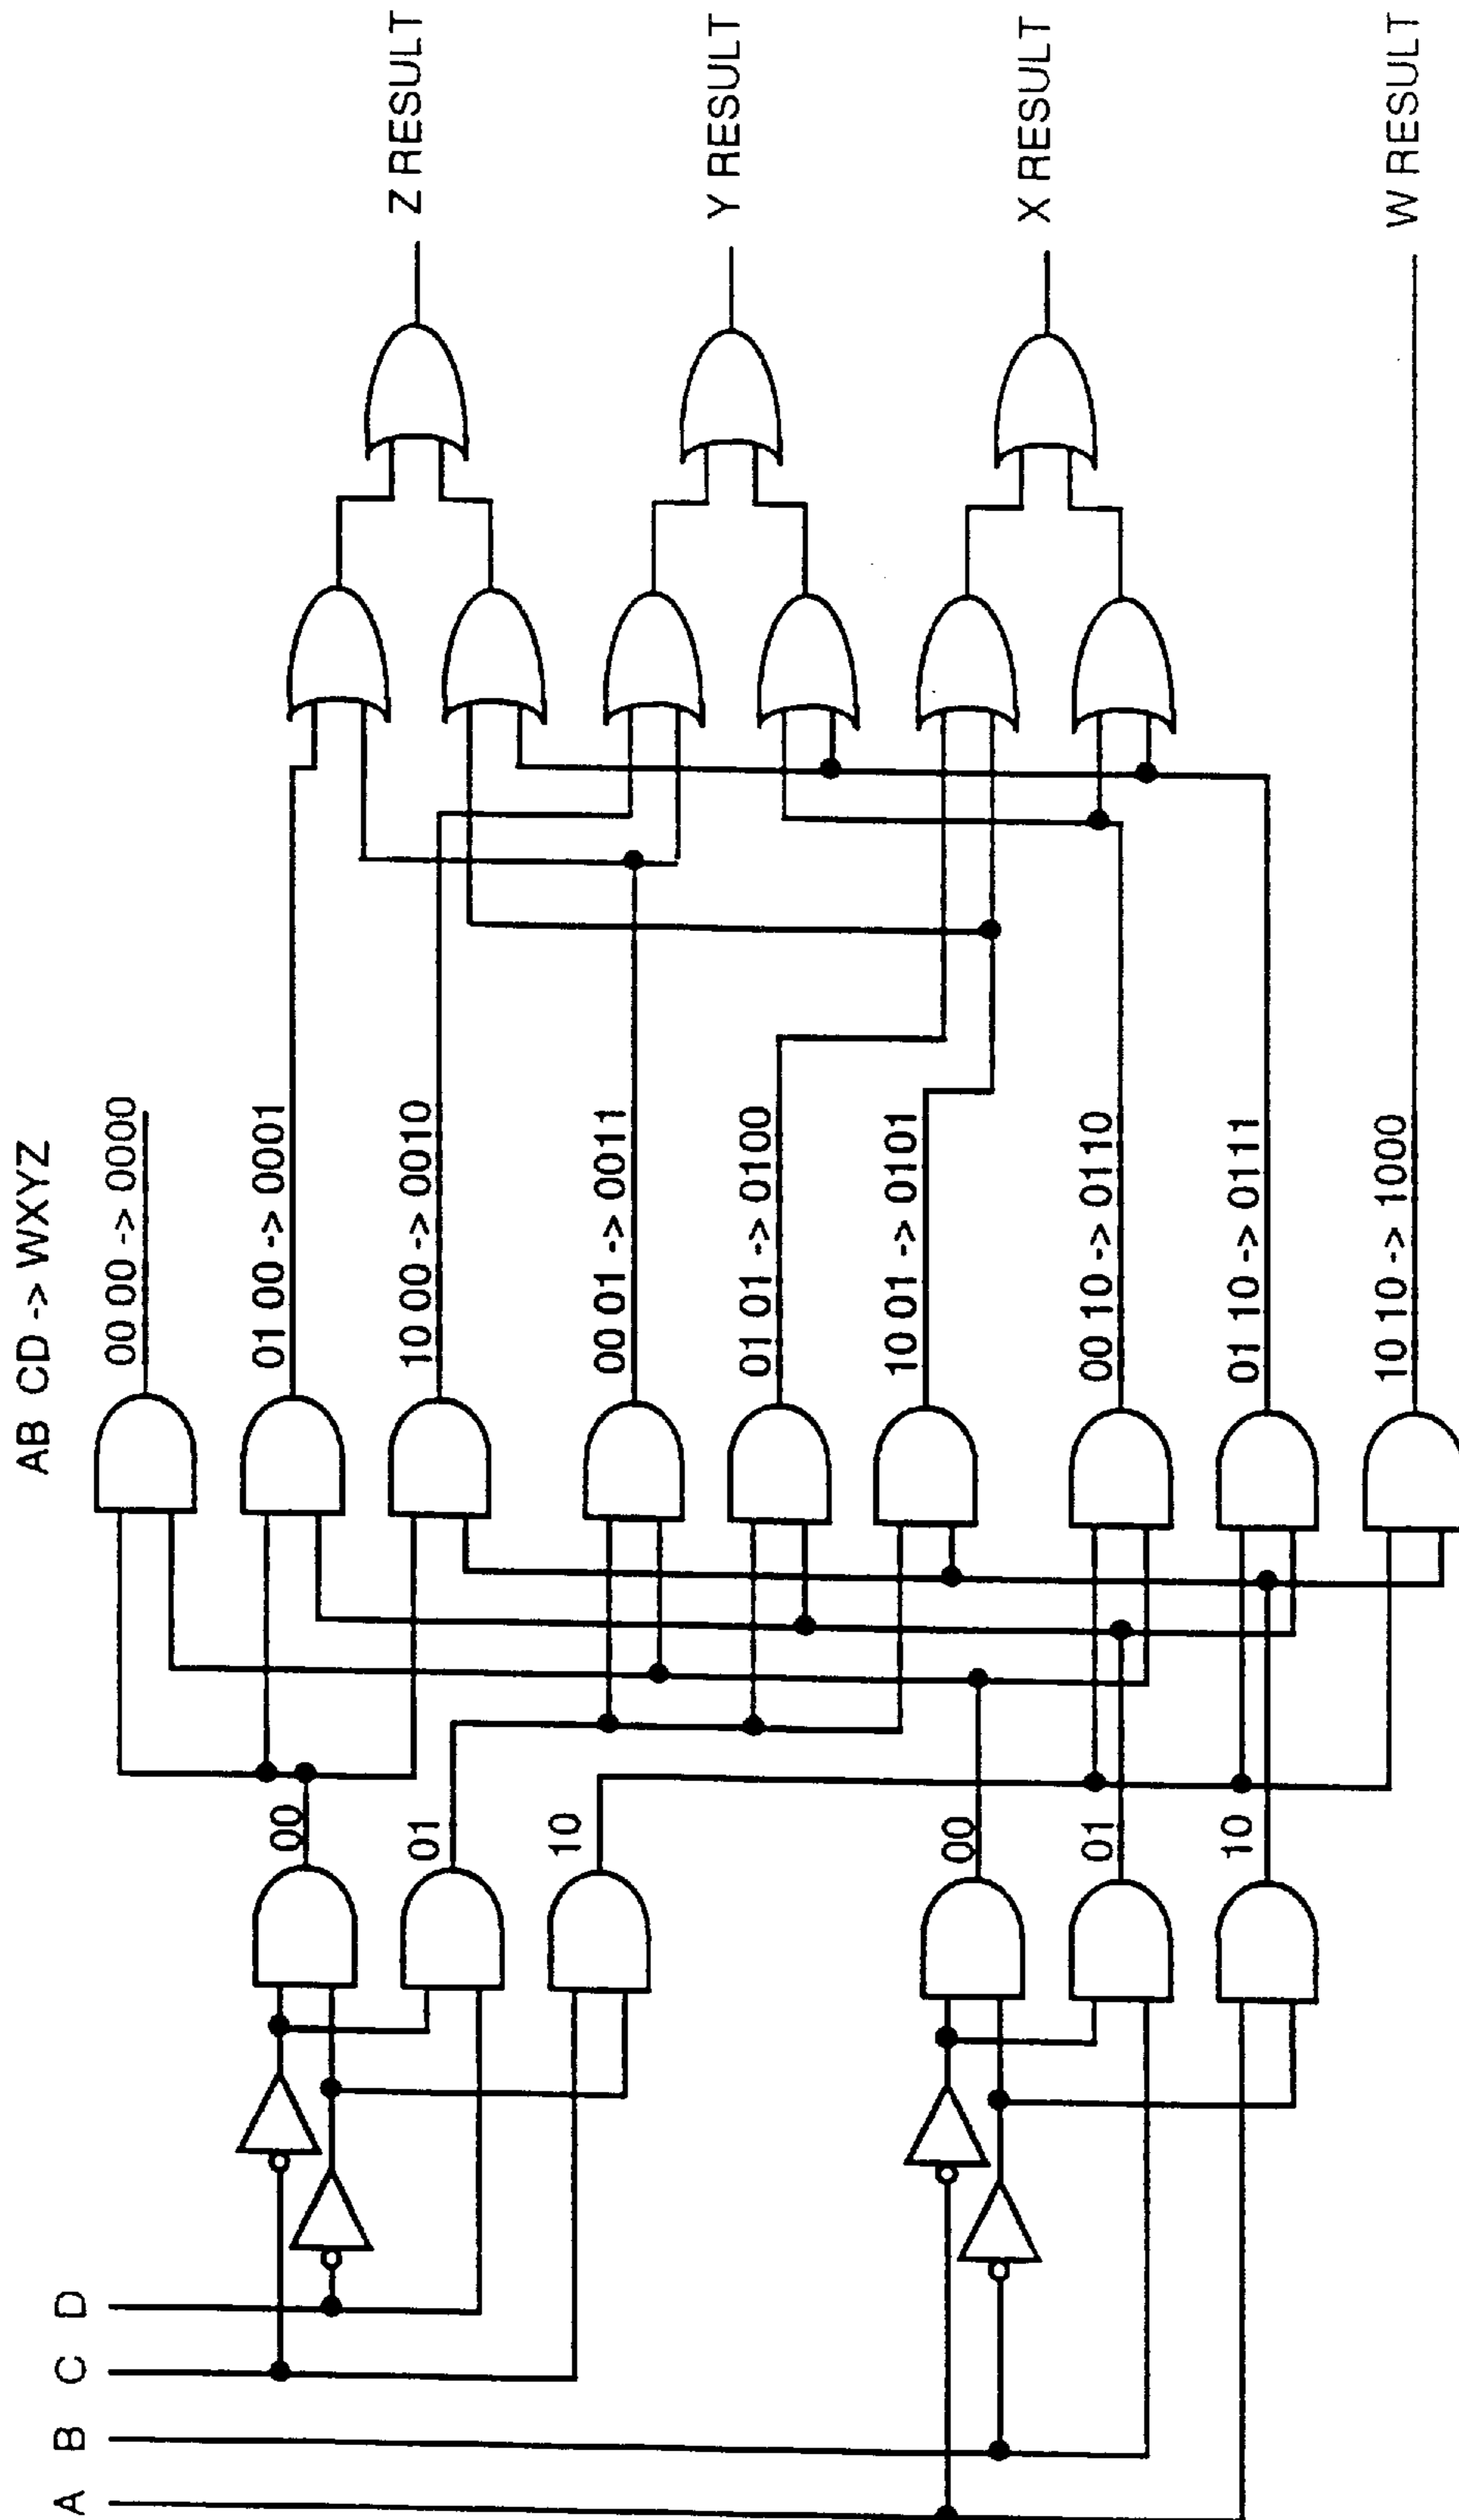 A
B
C
D
AB CD -> WXYZ
00
01
10
00
01
10
00 00 -> 0000
01 00 -> 0001
10 00 -> 0010
00 01 -> 0011
01 01 -> 0100
10 01 -> 0101
00 10 -> 0110
01 10 -> 0111
10 10 -> 1000
Z RESULT
Y RESULT
X RESULT
W RESULT